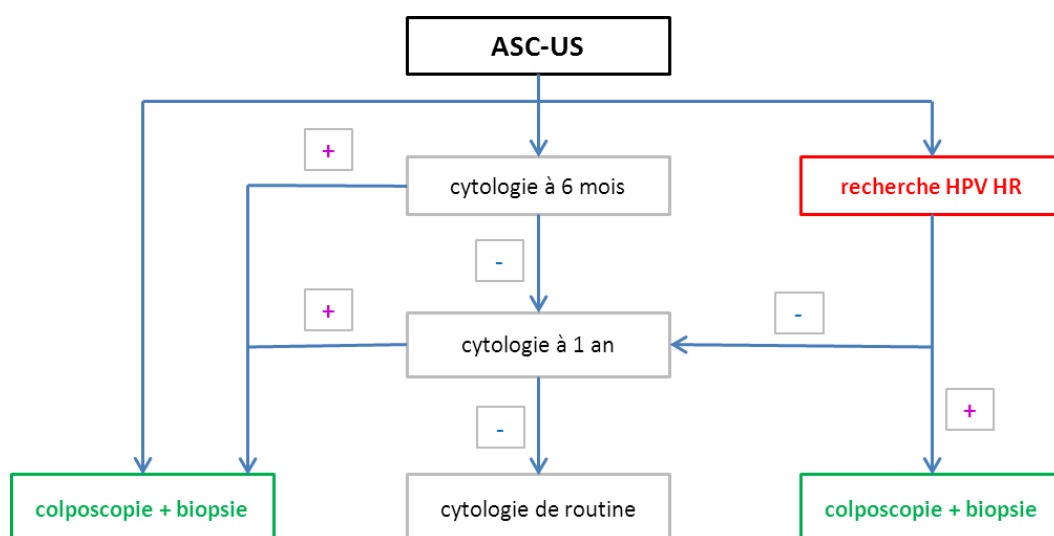 ASC-US
+
cytologie à 6 mois
recherche HPV HR
-
+
-
cytologie à 1 an
+
-
colposcopie + biopsie
cytologie de routine
colposcopie + biopsie